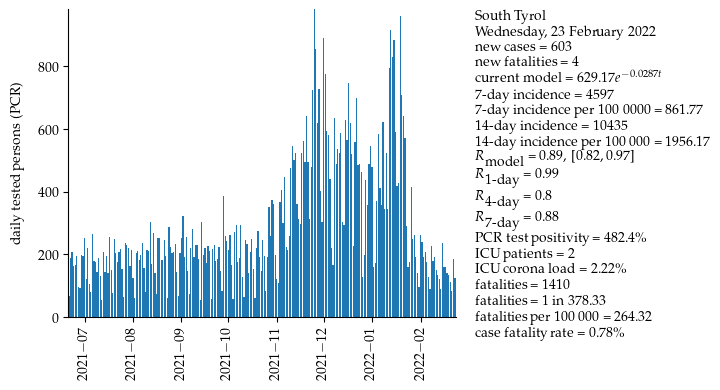 daily tested persons (PCR)
800
600
400
200
0
2021−07
2021−08
2021−09
2021−10
2021−11
2021−12
2022−01
2022−02
South Tyrol
Wednesday, 23 February 2022
new cases = 603
new fatalities = 4
current model = 629.17e^{−0.0287t}
7-day incidence = 4597
7-day incidence per 100 0000 = 861.77
14-day incidence = 10435
14-day incidence per 100 000 = 1956.17
R_model = 0.89, [0.82, 0.97]
R_1-day = 0.99
R_4-day = 0.8
R_7-day = 0.88
PCR test positivity = 482.4%
ICU patients = 2
ICU corona load = 2.22%
fatalities = 1410
fatalities = 1 in 378.33
fatalities per 100 000 = 264.32
case fatality rate = 0.78%